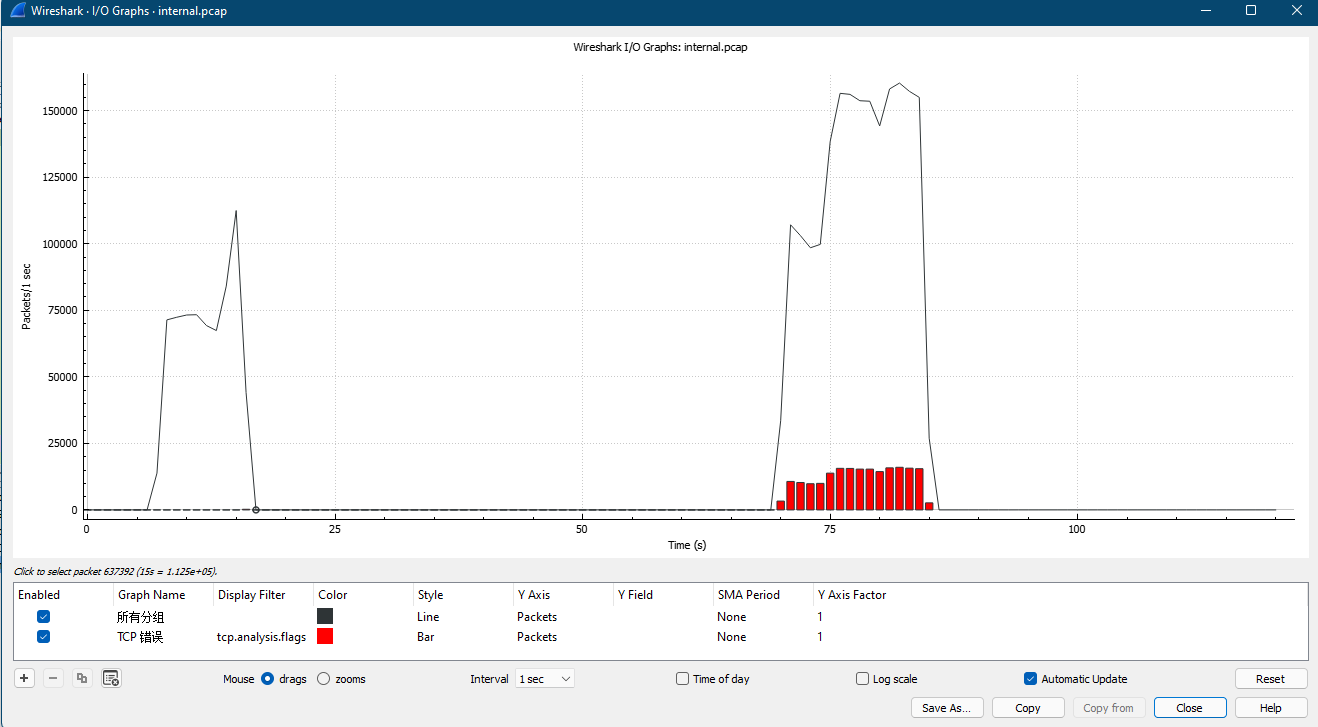 Wireshark · I/O Graphs · internal.pcap
Wireshark I/O Graphs: internal.pcap
150000
125000
100000
75000
50000
25000
0
Packets/1 sec
0 25 50 75 100
Time (s)
Click to select packet 637392 (15s = 1.125e+05).
Enabled Graph Name Display Filter Color Style Y Axis Y Field SMA Period Y Axis Factor
所有分组 Line Packets None 1
TCP 错误 tcp.analysis.flags Bar Packets None 1
Mouse drags zooms Interval 1 sec Time of day Log scale Automatic Update Reset
Save As... Copy Copy from Close Help